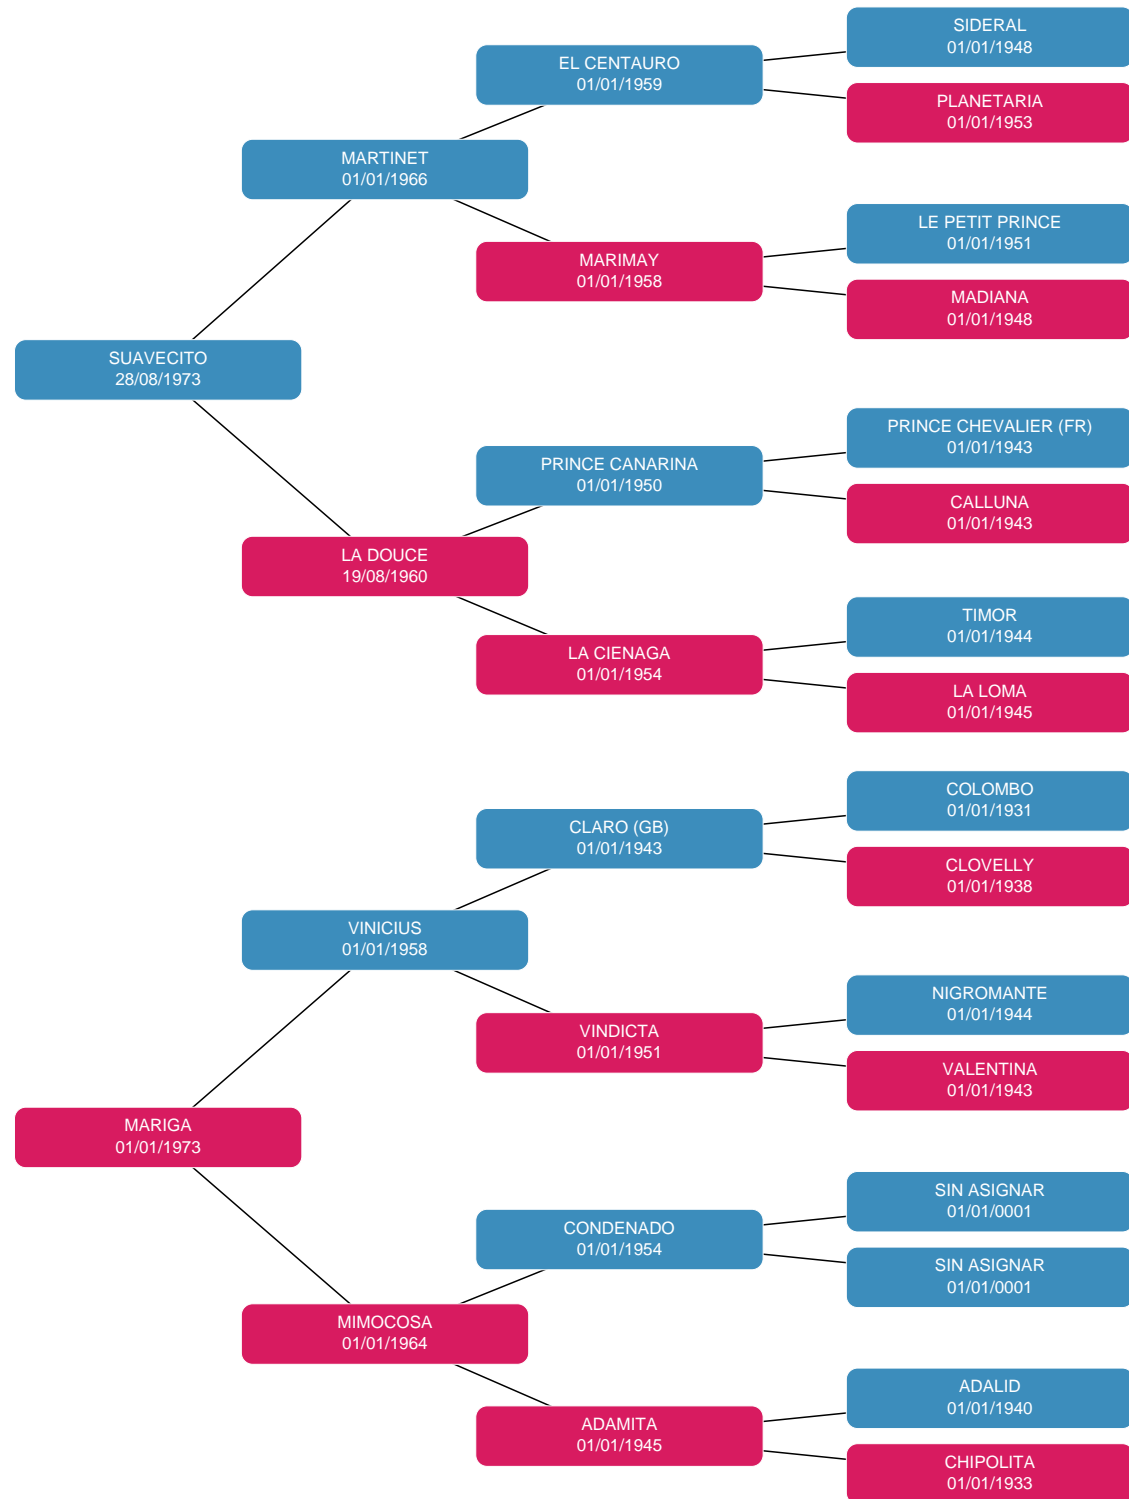 SIDERAL
01/01/1948
EL CENTAURO
01/01/1959
PLANETARIA
01/01/1953
MARTINET
01/01/1966
LE PETIT PRINCE
01/01/1951
MARIMAY
01/01/1958
MADIANA
01/01/1948
SUAVECITO
28/08/1973
PRINCE CHEVALIER (FR)
01/01/1943
PRINCE CANARINA
01/01/1950
CALLUNA
01/01/1943
LA DOUCE
19/08/1960
TIMOR
01/01/1944
LA CIENAGA
01/01/1954
LA LOMA
01/01/1945
COLOMBO
01/01/1931
CLARO (GB)
01/01/1943
CLOVELLY
01/01/1938
VINICIUS
01/01/1958
NIGROMANTE
01/01/1944
VINDICTA
01/01/1951
VALENTINA
01/01/1943
MARIGA
01/01/1973
SIN ASIGNAR
01/01/0001
CONDENADO
01/01/1954
SIN ASIGNAR
01/01/0001
MIMOCOSA
01/01/1964
ADALID
01/01/1940
ADAMITA
01/01/1945
CHIPOLITA
01/01/1933